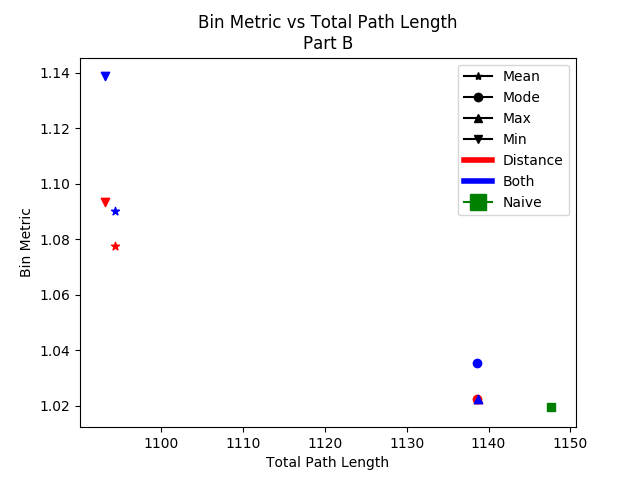 Bin Metric vs Total Path Length
Part B
Bin Metric
1.14
1.12
1.10
1.08
1.06
1.04
1.02
1100
1110
1120
1130
1140
1150
Total Path Length
Mean
Mode
Max
Min
Distance
Both
Naive